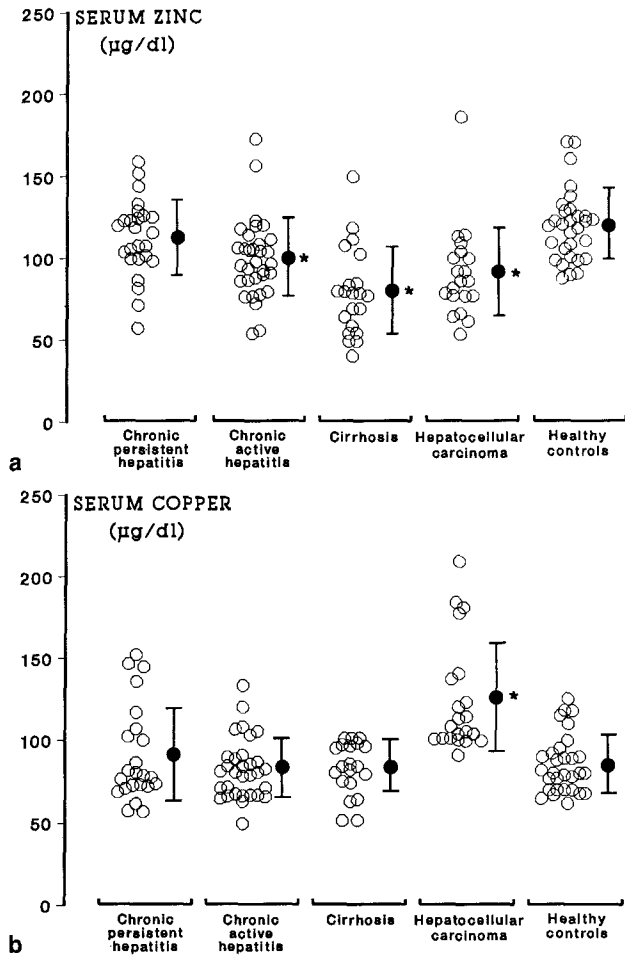 SERUM ZINC
(µg/dl)
250
200
150
100
50
0
*
*
*
Chronic persistent hepatitis
Chronic active hepatitis
Cirrhosis
Hepatocellular carcinoma
Healthy controls
a
SERUM COPPER
(µg/dl)
250
200
150
100
50
0
*
Chronic persistent hepatitis
Chronic active hepatitis
Cirrhosis
Hepatocellular carcinoma
Healthy controls
b